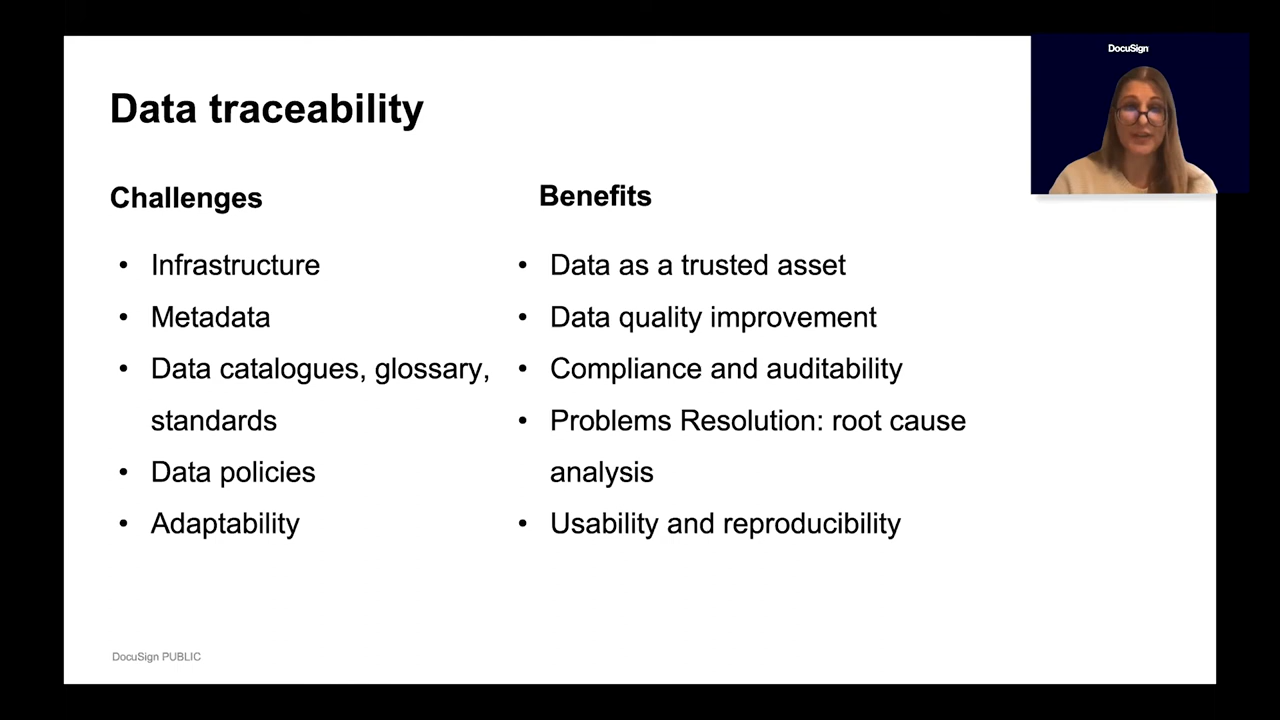 DocuSign
Data traceability
Challenges
• Infrastructure
• Metadata
• Data catalogues, glossary,
standards
• Data policies
• Adaptability
Benefits
• Data as a trusted asset
• Data quality improvement
• Compliance and auditability
• Problems Resolution: root cause
analysis
• Usability and reproducibility
DocuSign PUBLIC